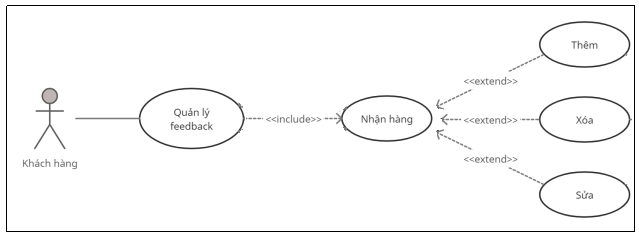 Thêm
<<extend>>
Quản lý
feedback
<<include>>
Nhận hàng
<<extend>>
Xóa
Khách hàng
<<extend>>
Sửa